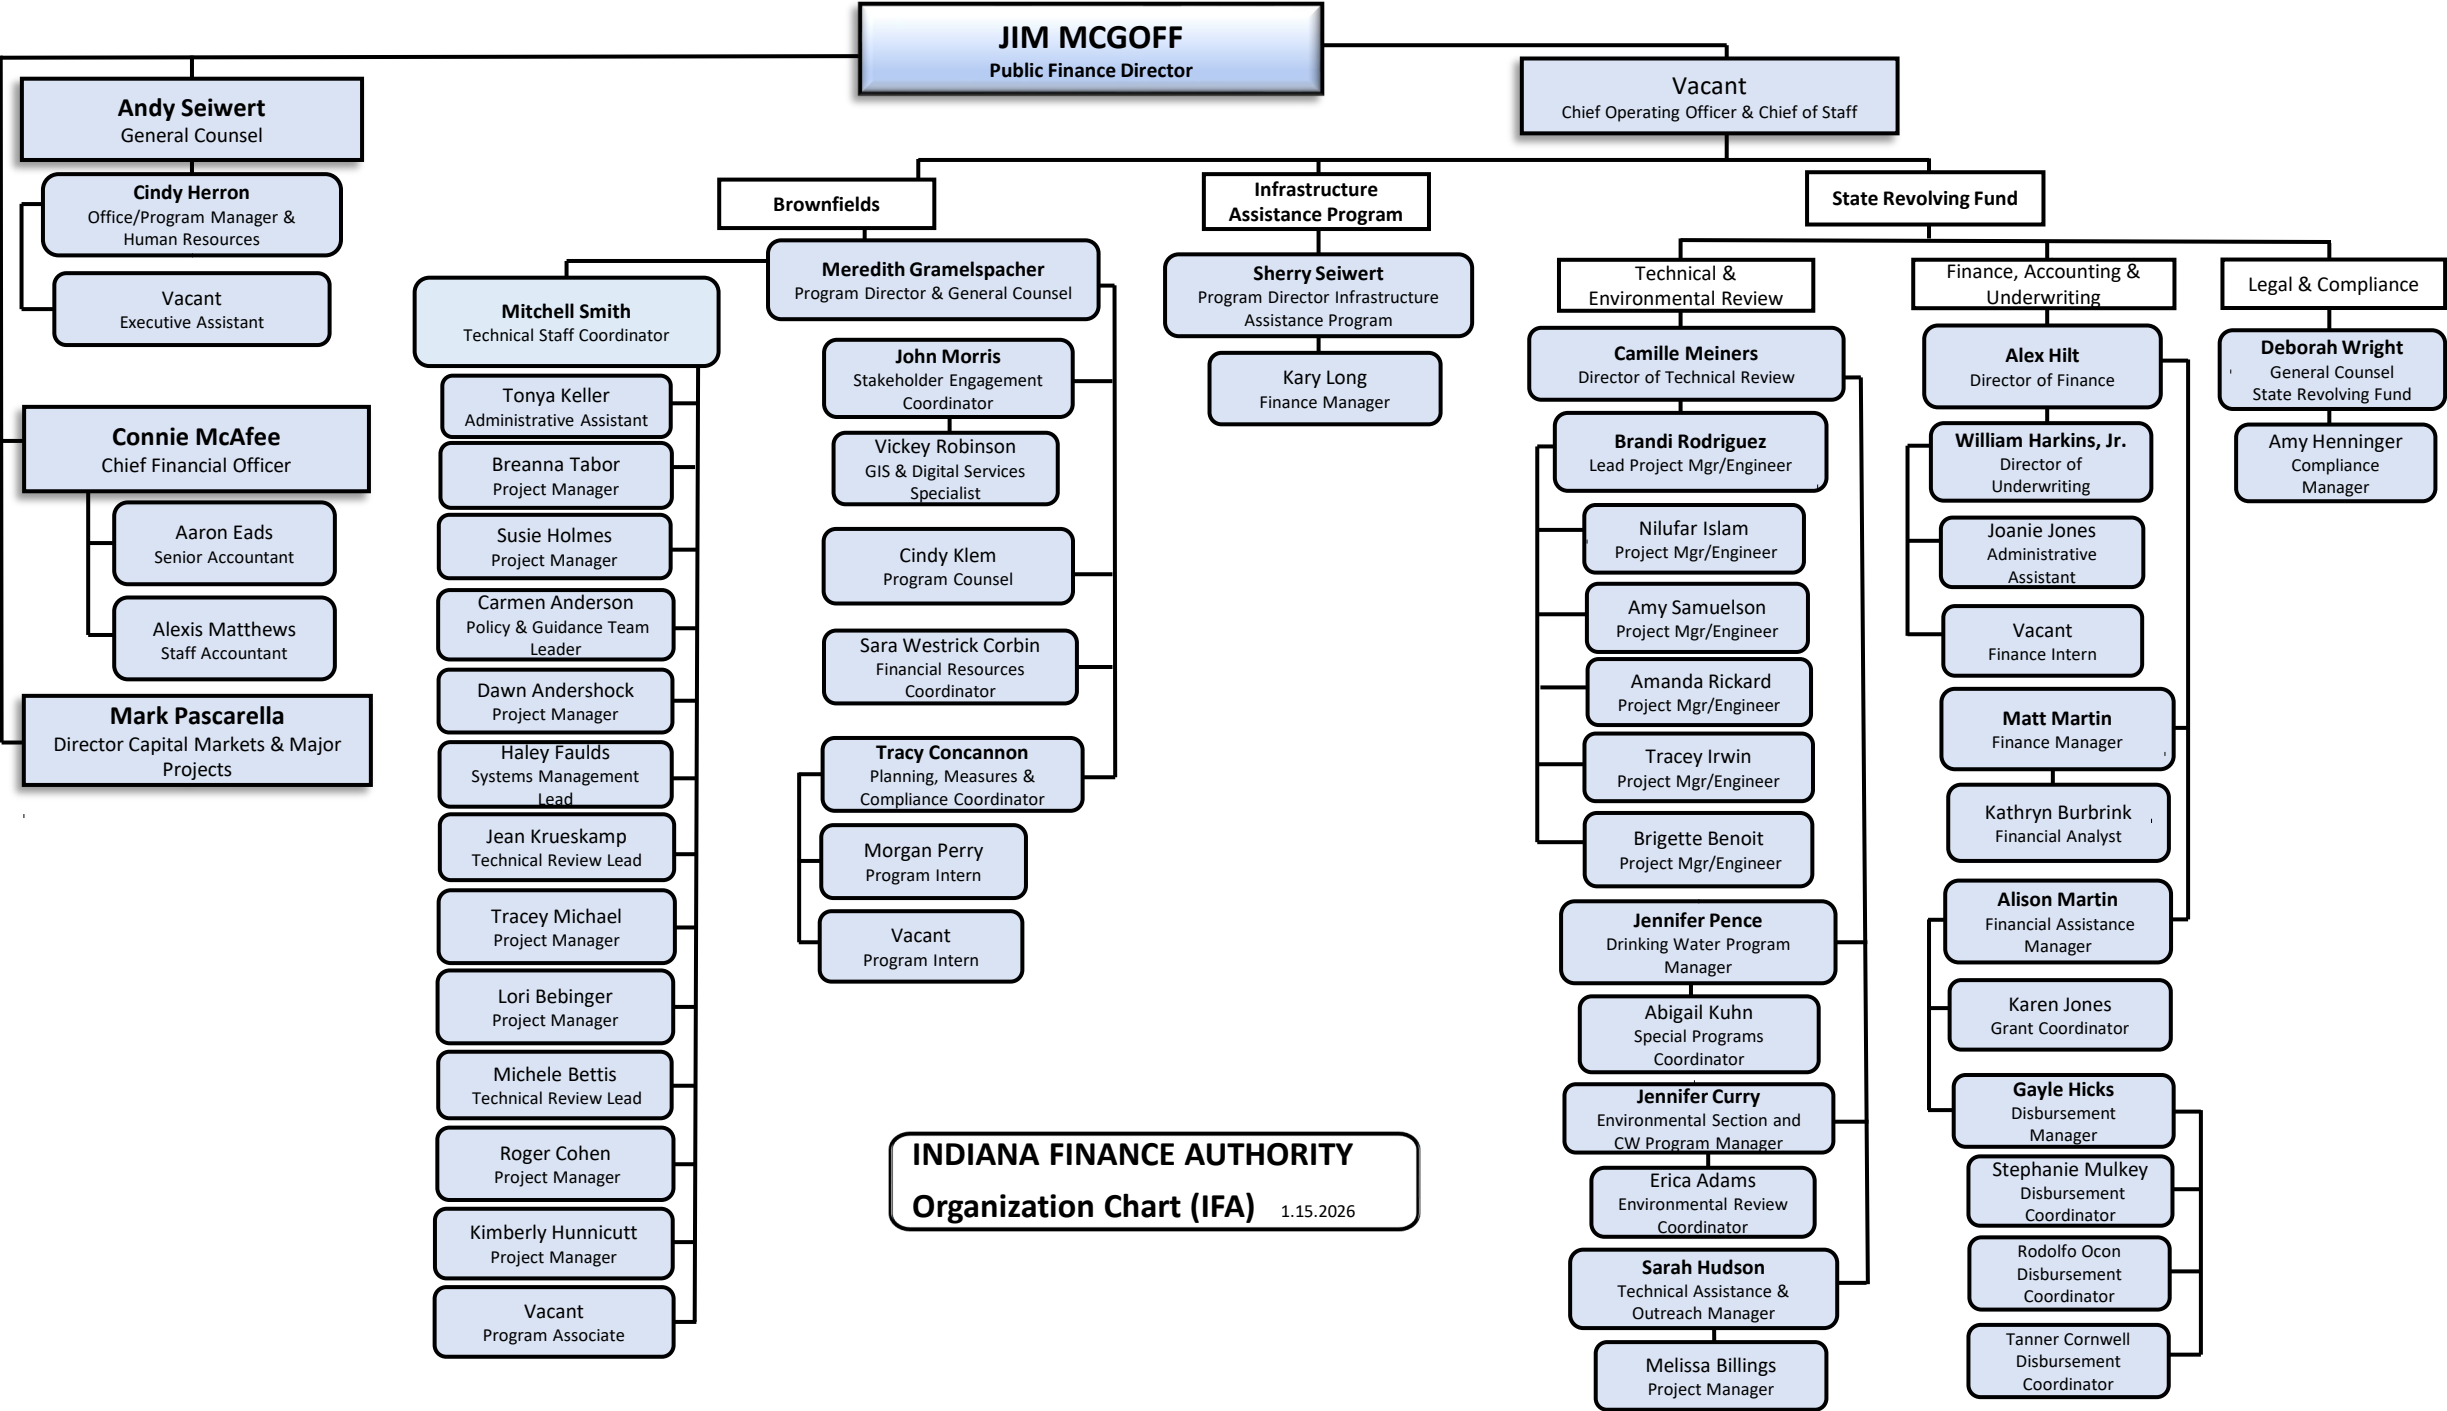 JIM MCGOFF
Public Finance Director
Vacant
Chief Operating Officer & Chief of Staff
Andy Seiwert
General Counsel
Cindy Herron
Office/Program Manager &
Human Resources
Vacant
Executive Assistant
Connie McAfee
Chief Financial Officer
Aaron Eads
Senior Accountant
Alexis Matthews
Staff Accountant
Mark Pascarella
Director Capital Markets & Major
Projects
Brownfields
Meredith Gramelspacher
Program Director & General Counsel
Mitchell Smith
Technical Staff Coordinator
Tonya Keller
Administrative Assistant
Breanna Tabor
Project Manager
Susie Holmes
Project Manager
Carmen Anderson
Policy & Guidance Team
Leader
Dawn Andershock
Project Manager
Haley Faulds
Systems Management
Lead
Jean Krueskamp
Technical Review Lead
Tracey Michael
Project Manager
Lori Bebinger
Project Manager
Michele Bettis
Technical Review Lead
Roger Cohen
Project Manager
Kimberly Hunnicutt
Project Manager
Vacant
Program Associate
John Morris
Stakeholder Engagement
Coordinator
Vickey Robinson
GIS & Digital Services
Specialist
Cindy Klem
Program Counsel
Sara Westrick Corbin
Financial Resources
Coordinator
Tracy Concannon
Planning, Measures &
Compliance Coordinator
Morgan Perry
Program Intern
Vacant
Program Intern
Infrastructure
Assistance Program
Sherry Seiwert
Program Director Infrastructure
Assistance Program
Kary Long
Finance Manager
State Revolving Fund
Technical &
Environmental Review
Camille Meiners
Director of Technical Review
Brandi Rodriguez
Lead Project Mgr/Engineer
Nilufar Islam
Project Mgr/Engineer
Amy Samuelson
Project Mgr/Engineer
Amanda Rickard
Project Mgr/Engineer
Tracey Irwin
Project Mgr/Engineer
Brigette Benoit
Project Mgr/Engineer
Jennifer Pence
Drinking Water Program
Manager
Abigail Kuhn
Special Programs
Coordinator
Jennifer Curry
Environmental Section and
CW Program Manager
Erica Adams
Environmental Review
Coordinator
Sarah Hudson
Technical Assistance &
Outreach Manager
Melissa Billings
Project Manager
Finance, Accounting &
Underwriting
Alex Hilt
Director of Finance
William Harkins, Jr.
Director of
Underwriting
Joanie Jones
Administrative
Assistant
Vacant
Finance Intern
Matt Martin
Finance Manager
Kathryn Burbrink
Financial Analyst
Alison Martin
Financial Assistance
Manager
Karen Jones
Grant Coordinator
Gayle Hicks
Disbursement
Manager
Stephanie Mulkey
Disbursement
Coordinator
Rodolfo Ocon
Disbursement
Coordinator
Tanner Cornwell
Disbursement
Coordinator
Legal & Compliance
Deborah Wright
General Counsel
State Revolving Fund
Amy Henninger
Compliance
Manager
INDIANA FINANCE AUTHORITY
Organization Chart (IFA) 1.15.2026